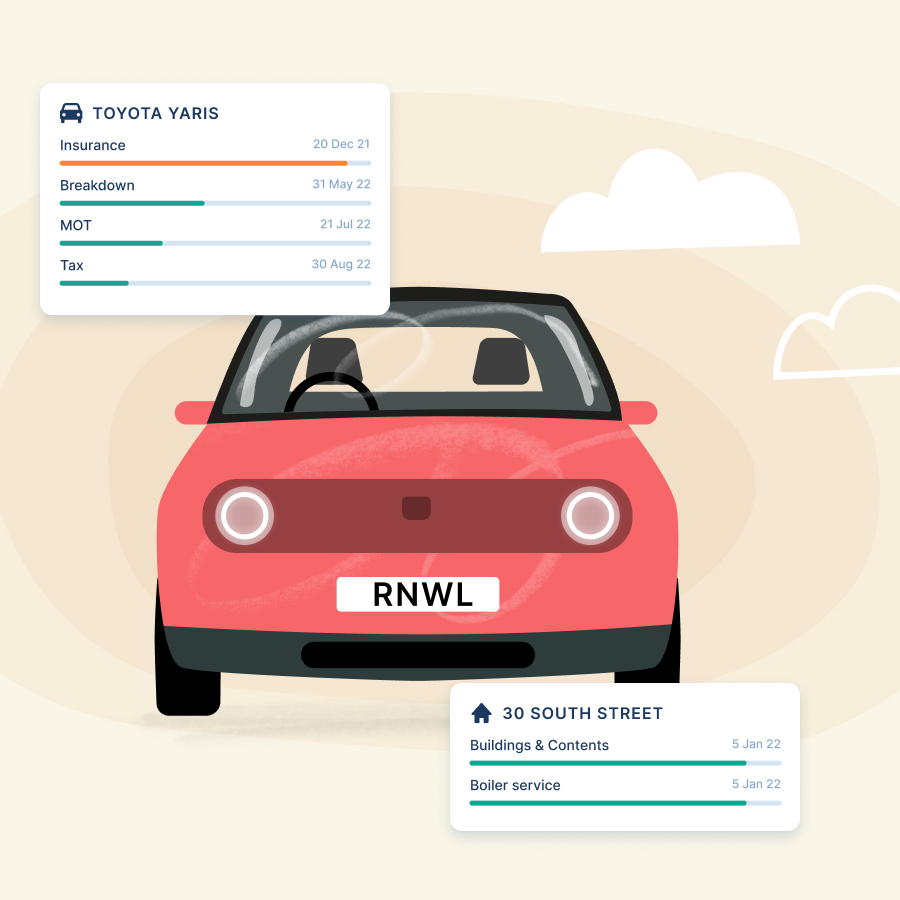 TOYOTA YARIS
Insurance 20 Dec 21
Breakdown 31 May 22
MOT 21 Jul 22
Tax 30 Aug 22
RNWL
30 SOUTH STREET
Buildings & Contents 5 Jan 22
Boiler service 5 Jan 22